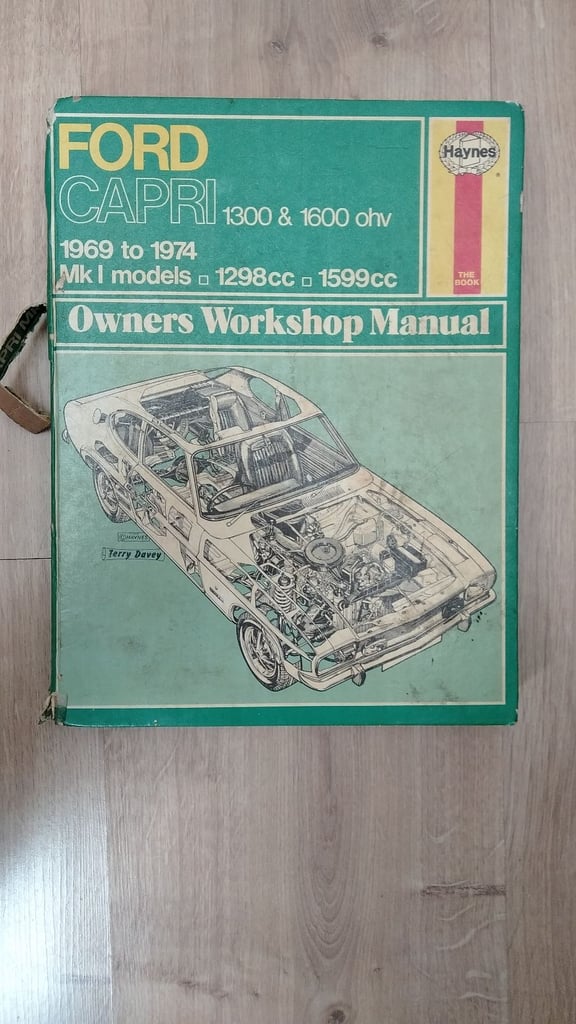 FORD
CAPRI 1300 & 1600 ohv
1969 to 1974
Mk I models □ 1298cc □ 1599cc
Haynes
THE
BOOK
Owners Workshop Manual
© HAYNES
Terry Davey